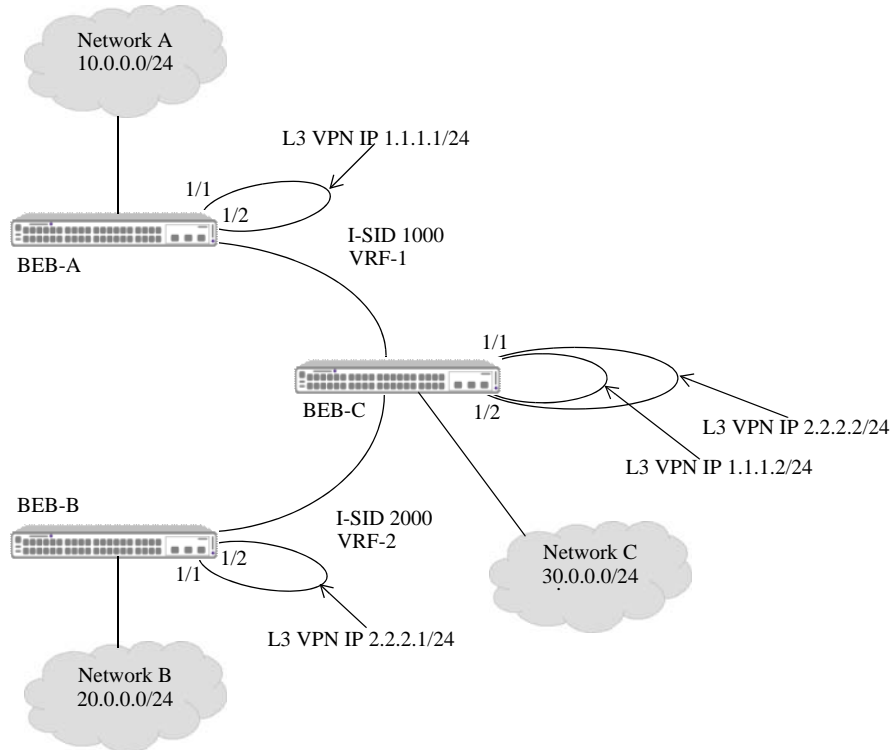 Network A
10.0.0.0/24
L3 VPN IP 1.1.1.1/24
1/1
1/2
I-SID 1000
VRF-1
BEB-A
1/1
BEB-C
1/2
L3 VPN IP 2.2.2.2/24
L3 VPN IP 1.1.1.2/24
BEB-B
I-SID 2000
VRF-2
1/2
1/1
Network C
30.0.0.0/24
L3 VPN IP 2.2.2.1/24
Network B
20.0.0.0/24